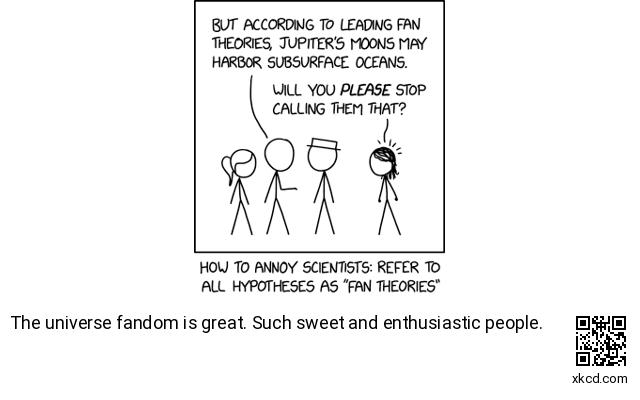 BUT ACCORDING TO LEADING FAN
THEORIES, JUPITER'S MOONS MAY
HARBOR SUBSURFACE OCEANS.
WILL YOU PLEASE STOP
CALLING THEM THAT?
HOW TO ANNOY SCIENTISTS: REFER TO
ALL HYPOTHESES AS "FAN THEORIES"
The universe fandom is great. Such sweet and enthusiastic people.
xkcd.com